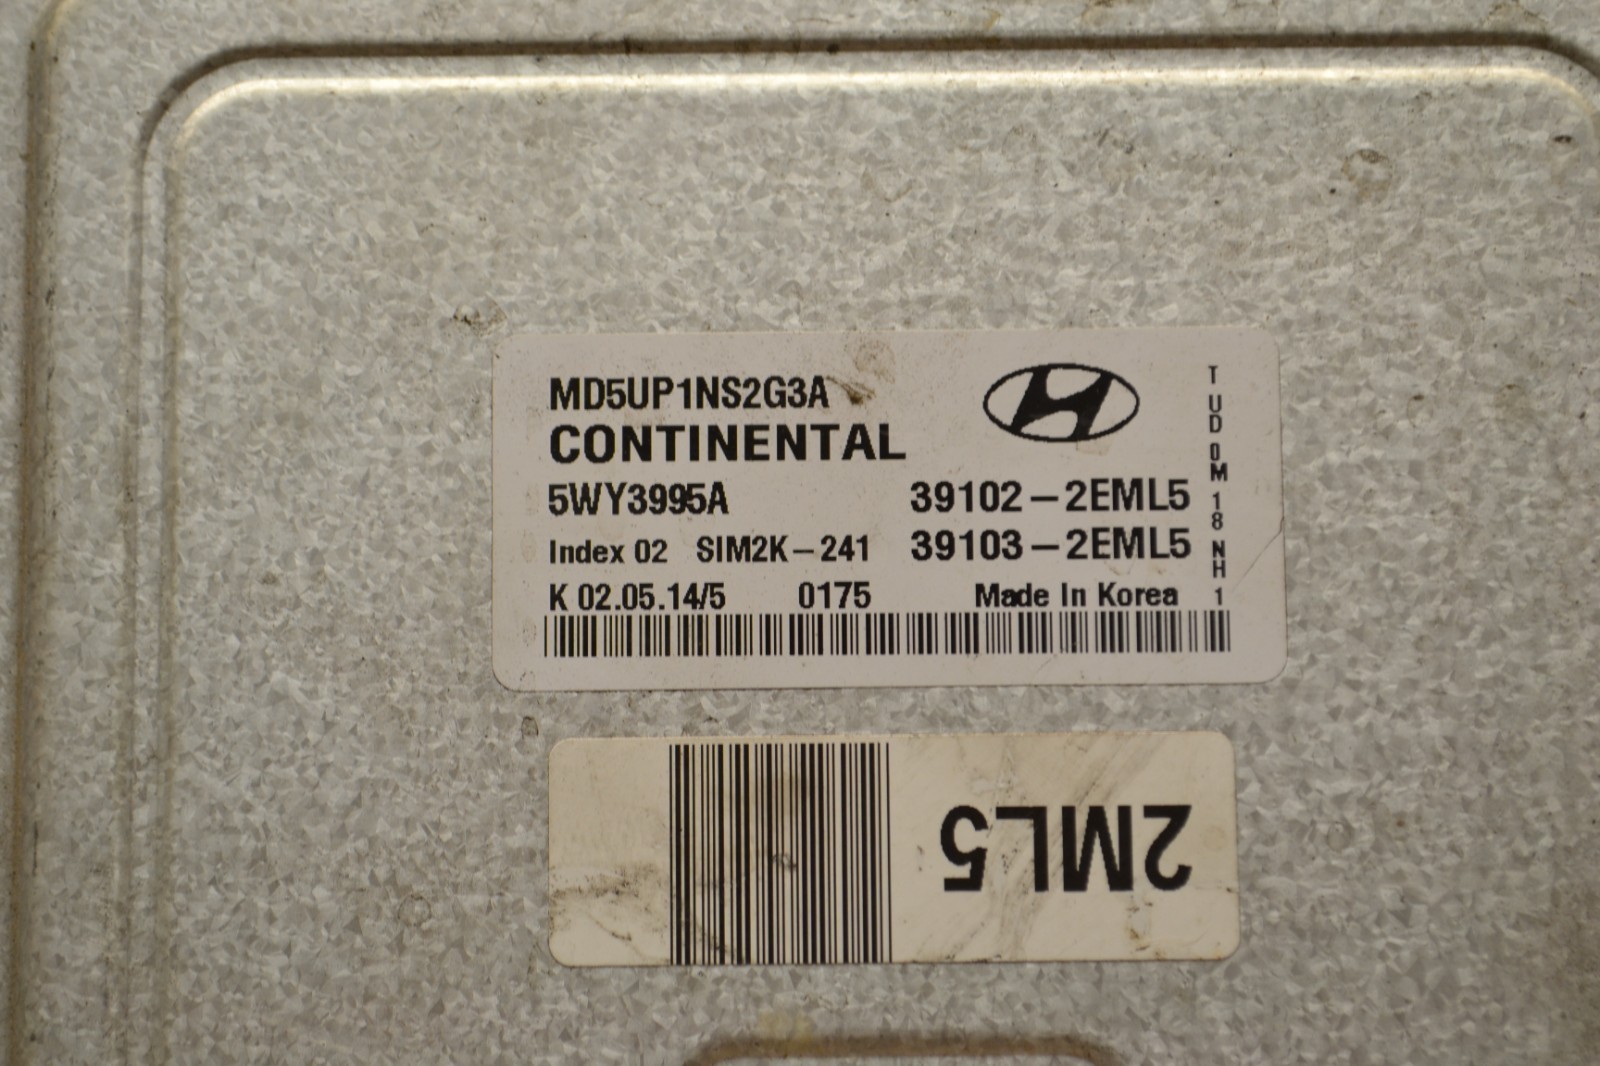 MD5UP1NS2G3A
CONTINENTAL
5WY3995A 39102-2EML5
Index 02 SIM2K-241 39103-2EML5
K 02.05.14/5 0175 Made In Korea
TUD0M18NH1
2ML5